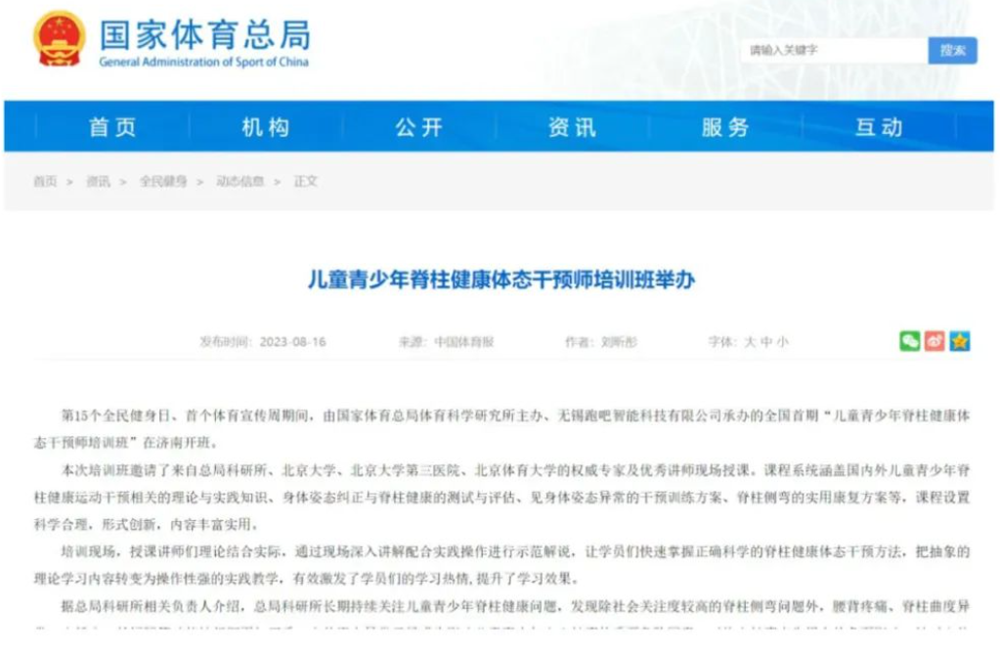 国家体育总局
General Administration of Sport of China
请输入关键字 搜索
首页 机构 公开 资讯 服务 互动
首页 > 资讯 > 全民健身 > 动态信息 > 正文
儿童青少年脊柱健康体态干预师培训班举办
发布时间：2023-08-16 来源：中国体育报 作者：刘昕彤 字体：大 中 小
第15个全民健身日、首个体育宣传周期间，由国家体育总局体育科学研究所主办、无锡跑吧智能科技有限公司承办的全国首期“儿童青少年脊柱健康体
态干预师培训班”在济南开班。
本次培训班邀请了来自总局科研所、北京大学、北京大学第三医院、北京体育大学的权威专家及优秀讲师现场授课。课程系统涵盖国内外儿童青少年脊
柱健康运动干预相关的理论与实践知识、身体姿态纠正与脊柱健康的测试与评估、见身体姿态异常的干预训练方案、脊柱侧弯的实用康复方案等，课程设置
科学合理，形式创新，内容丰富实用。
培训现场，授课讲师们理论结合实际，通过现场深入讲解配合实践操作进行示范解说，让学员们快速掌握正确科学的脊柱健康体态干预方法，把抽象的
理论学习内容转变为操作性强的实践教学，有效激发了学员们的学习热情,提升了学习效果。
据总局科研所相关负责人介绍，总局科研所长期持续关注儿童青少年脊柱健康问题，发现除社会关注度较高的脊柱侧弯问题外，腰背疼痛、脊柱曲度异